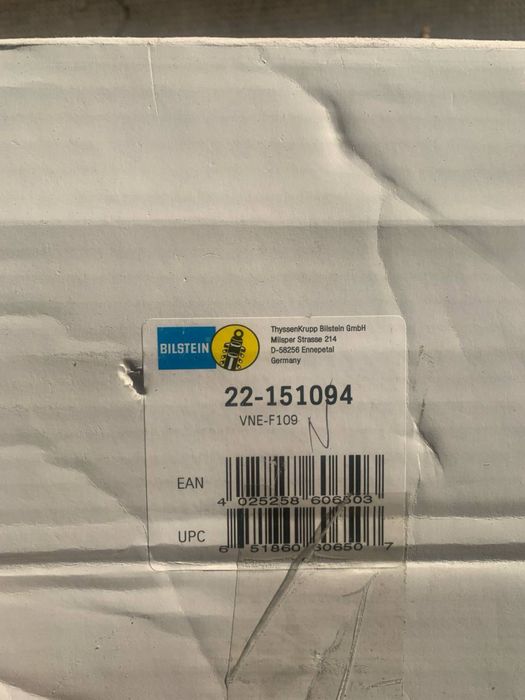 BILSTEIN
ThyssenKrupp Bilstein GmbH
Milsper Strasse 214
D-58256 Ennepetal
Germany
22-151094
VNE-F109
N
EAN
4 025258 606503
UPC
6 51860 60650 7